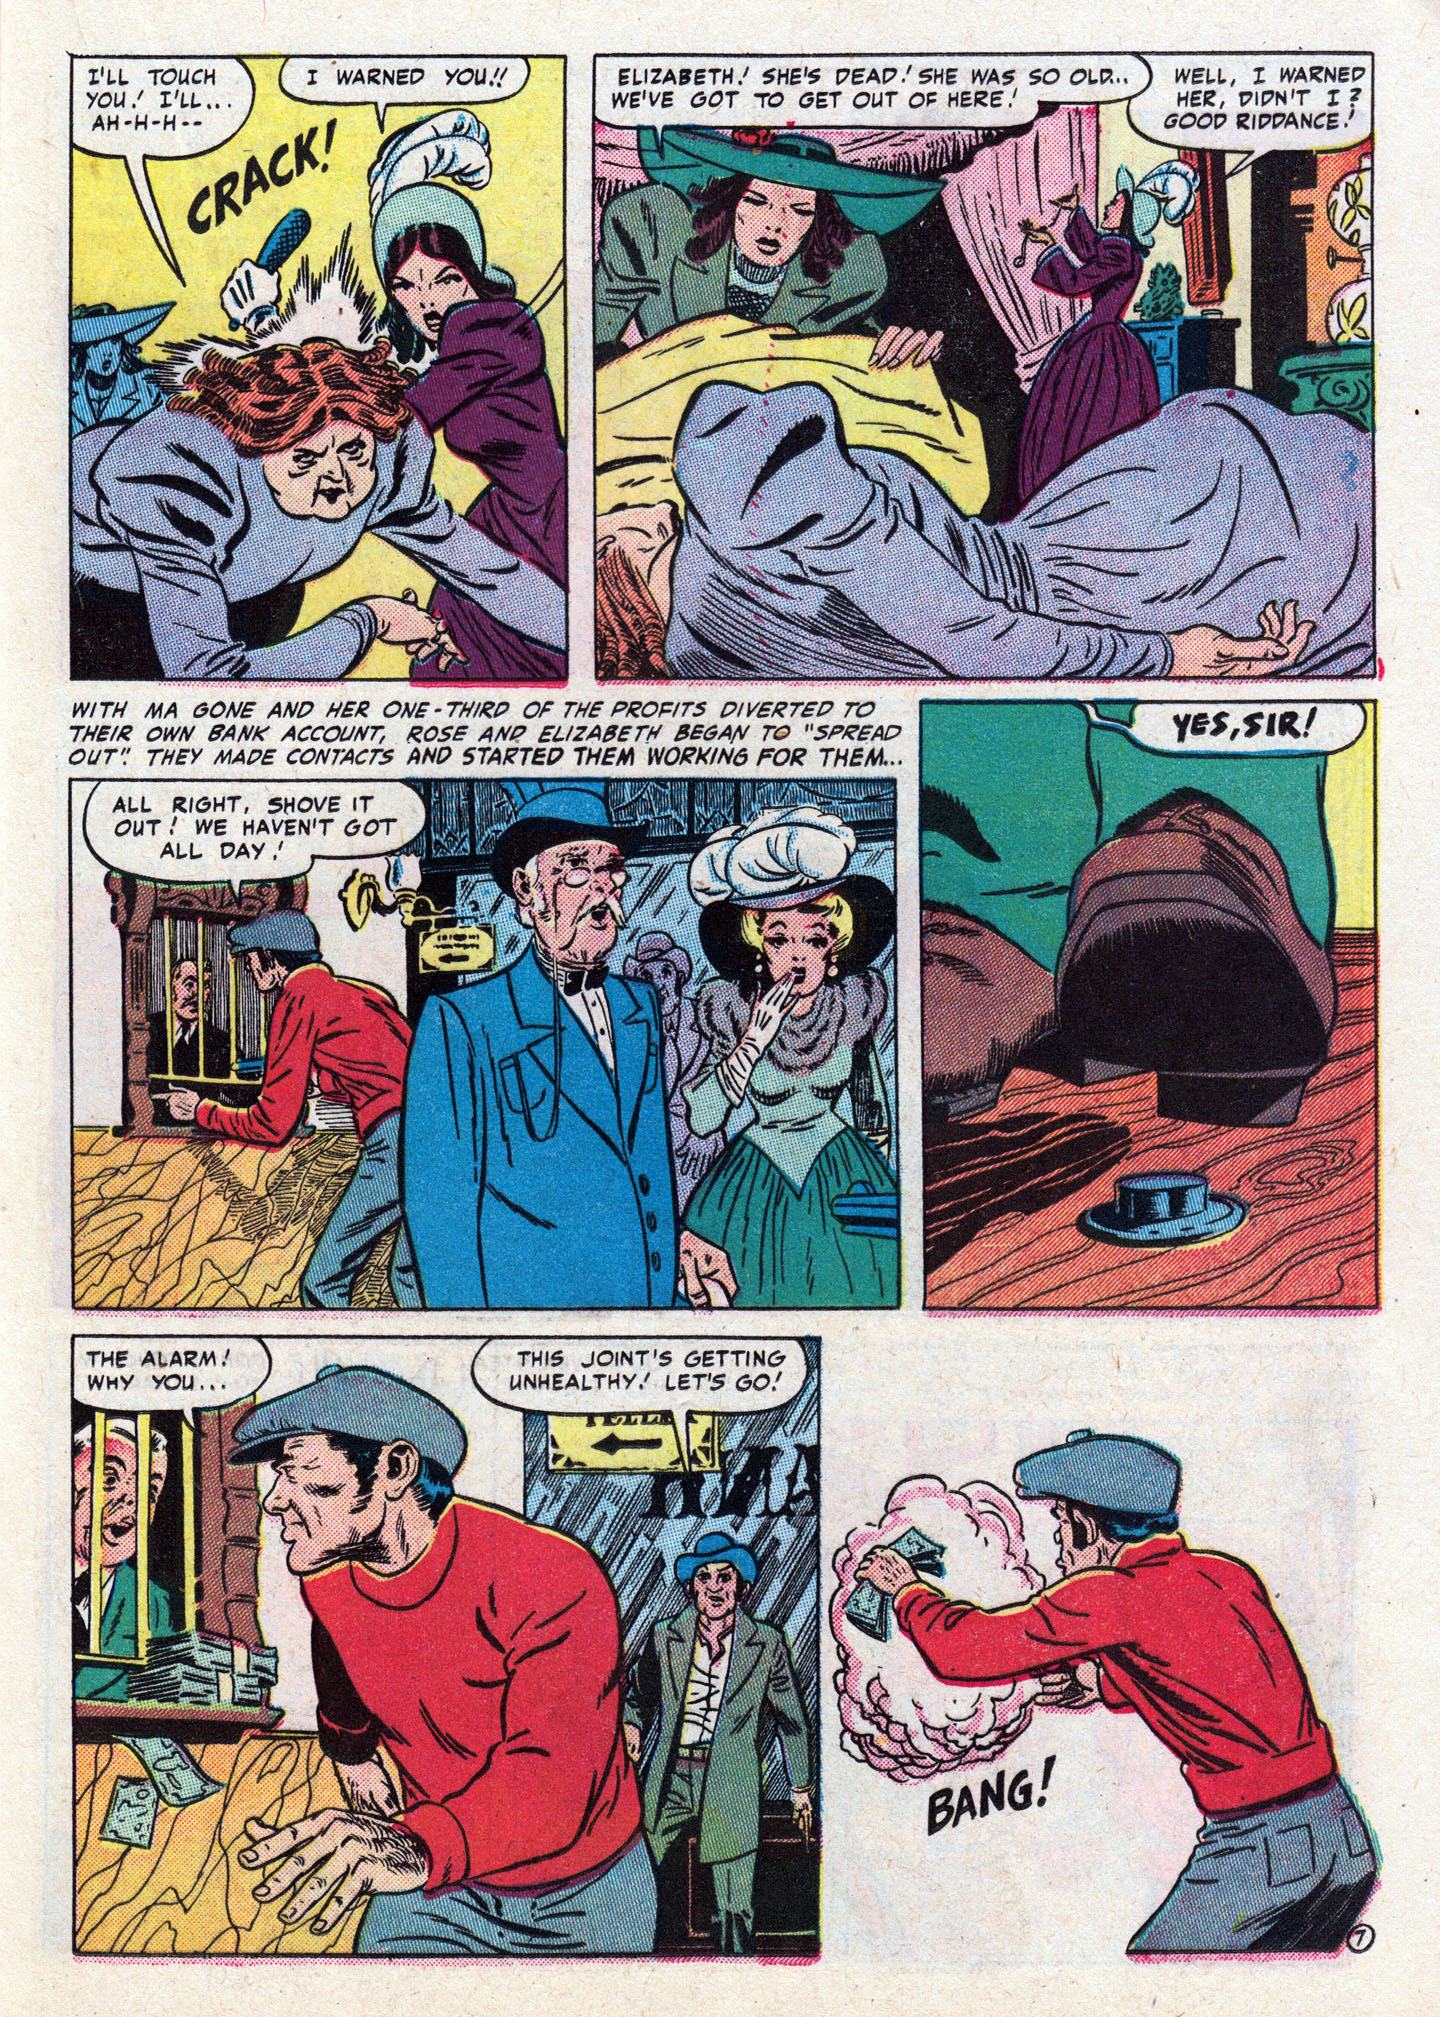 I'LL TOUCH
YOU! I'LL...
AH-H-H--
I WARNED YOU!!
CRACK!
ELIZABETH! SHE'S DEAD! SHE WAS SO OLD...
WE'VE GOT TO GET OUT OF HERE!
WELL, I WARNED
HER, DIDN'T I?
GOOD RIDDANCE!
WITH MA GONE AND HER ONE-THIRD OF THE PROFITS DIVERTED TO
THEIR OWN BANK ACCOUNT, ROSE AND ELIZABETH BEGAN TO "SPREAD
OUT". THEY MADE CONTACTS AND STARTED THEM WORKING FOR THEM...
ALL RIGHT, SHOVE IT
OUT! WE HAVEN'T GOT
ALL DAY!
YES, SIR!
THE ALARM!
WHY YOU...
THIS JOINT'S GETTING
UNHEALTHY! LET'S GO!
TELLER
BANG!
7